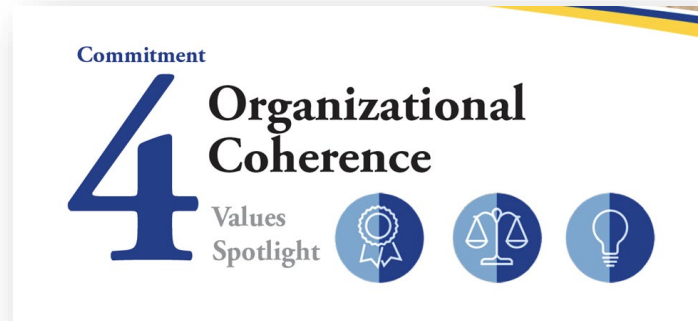 Commitment
4
Organizational
Coherence
Values
Spotlight